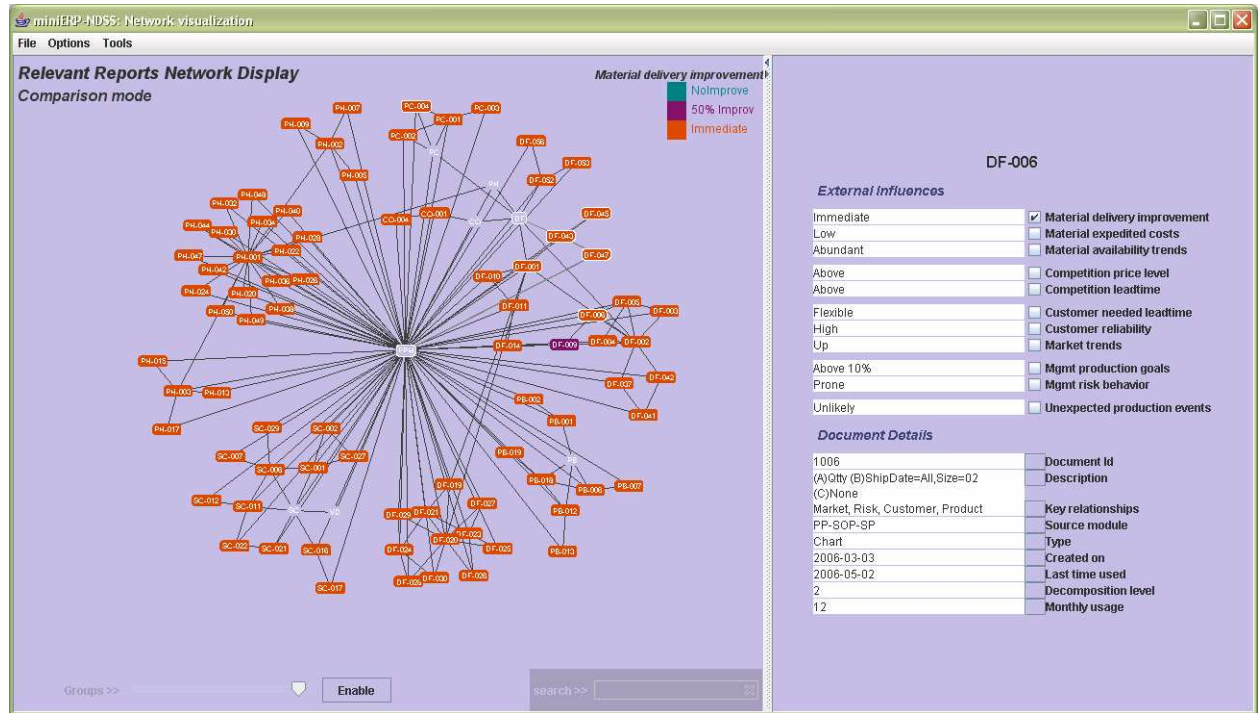 miniERP-NDSS: Network visualization
File Options Tools
Relevant Reports Network Display
Comparison mode
Material delivery improvement
NoImprove
50% Improv
Immediate
PH-007
PC-004
PC-003
PH-009
PC-001
PC-002
PH-002
DF-056
PC
DF-053
PH-005
DF-052
PH
PH-048
PH-032
PH-040
CO-004
CO-001
DF-045
PH-044
PH-034
CO
DF
PH-030
PH-028
DF-043
PH-047
PH-001
PH-022
DF-047
PH-042
DF-001
DF-010
PH-036
PH-026
PH-024
PH-020
DF-005
PH-050
PH-038
DF-011
DF-003
PH-049
DF-006
DF-014
DF-009
DF-004
DF-002
PH-015
DF-042
DF-037
PH-003
PH-013
PB-002
DF-041
PH-017
PB-001
SC-029
SC-002
SC-007
SC-027
PB-019
PB
SC-006
SC-001
PB-018
DF-019
PB-006
PB-007
SC-012
SC-011
SC
DF-027
DF-029
DF-021
PB-012
DF-023
DF-020
SC-022
SC-021
SC-016
DF-024
DF-025
PB-013
DF-030
DF-026
SC-017
Groups >>
Enable
search >>
DF-006
External Influences
Immediate Material delivery improvement
Low Material expedited costs
Abundant Material availability trends
Above Competition price level
Above Competition leadtime
Flexible Customer needed leadtime
High Customer reliability
Up Market trends
Above 10% Mgmt production goals
Prone Mgmt risk behavior
Unlikely Unexpected production events
Document Details
1006 Document Id
(A)Qtty (B)ShipDate=All,Size=02 Description
(C)None
Market, Risk, Customer, Product Key relationships
PP-SOP-SP Source module
Chart Type
2006-03-03 Created on
2006-05-02 Last time used
2 Decomposition level
12 Monthly usage